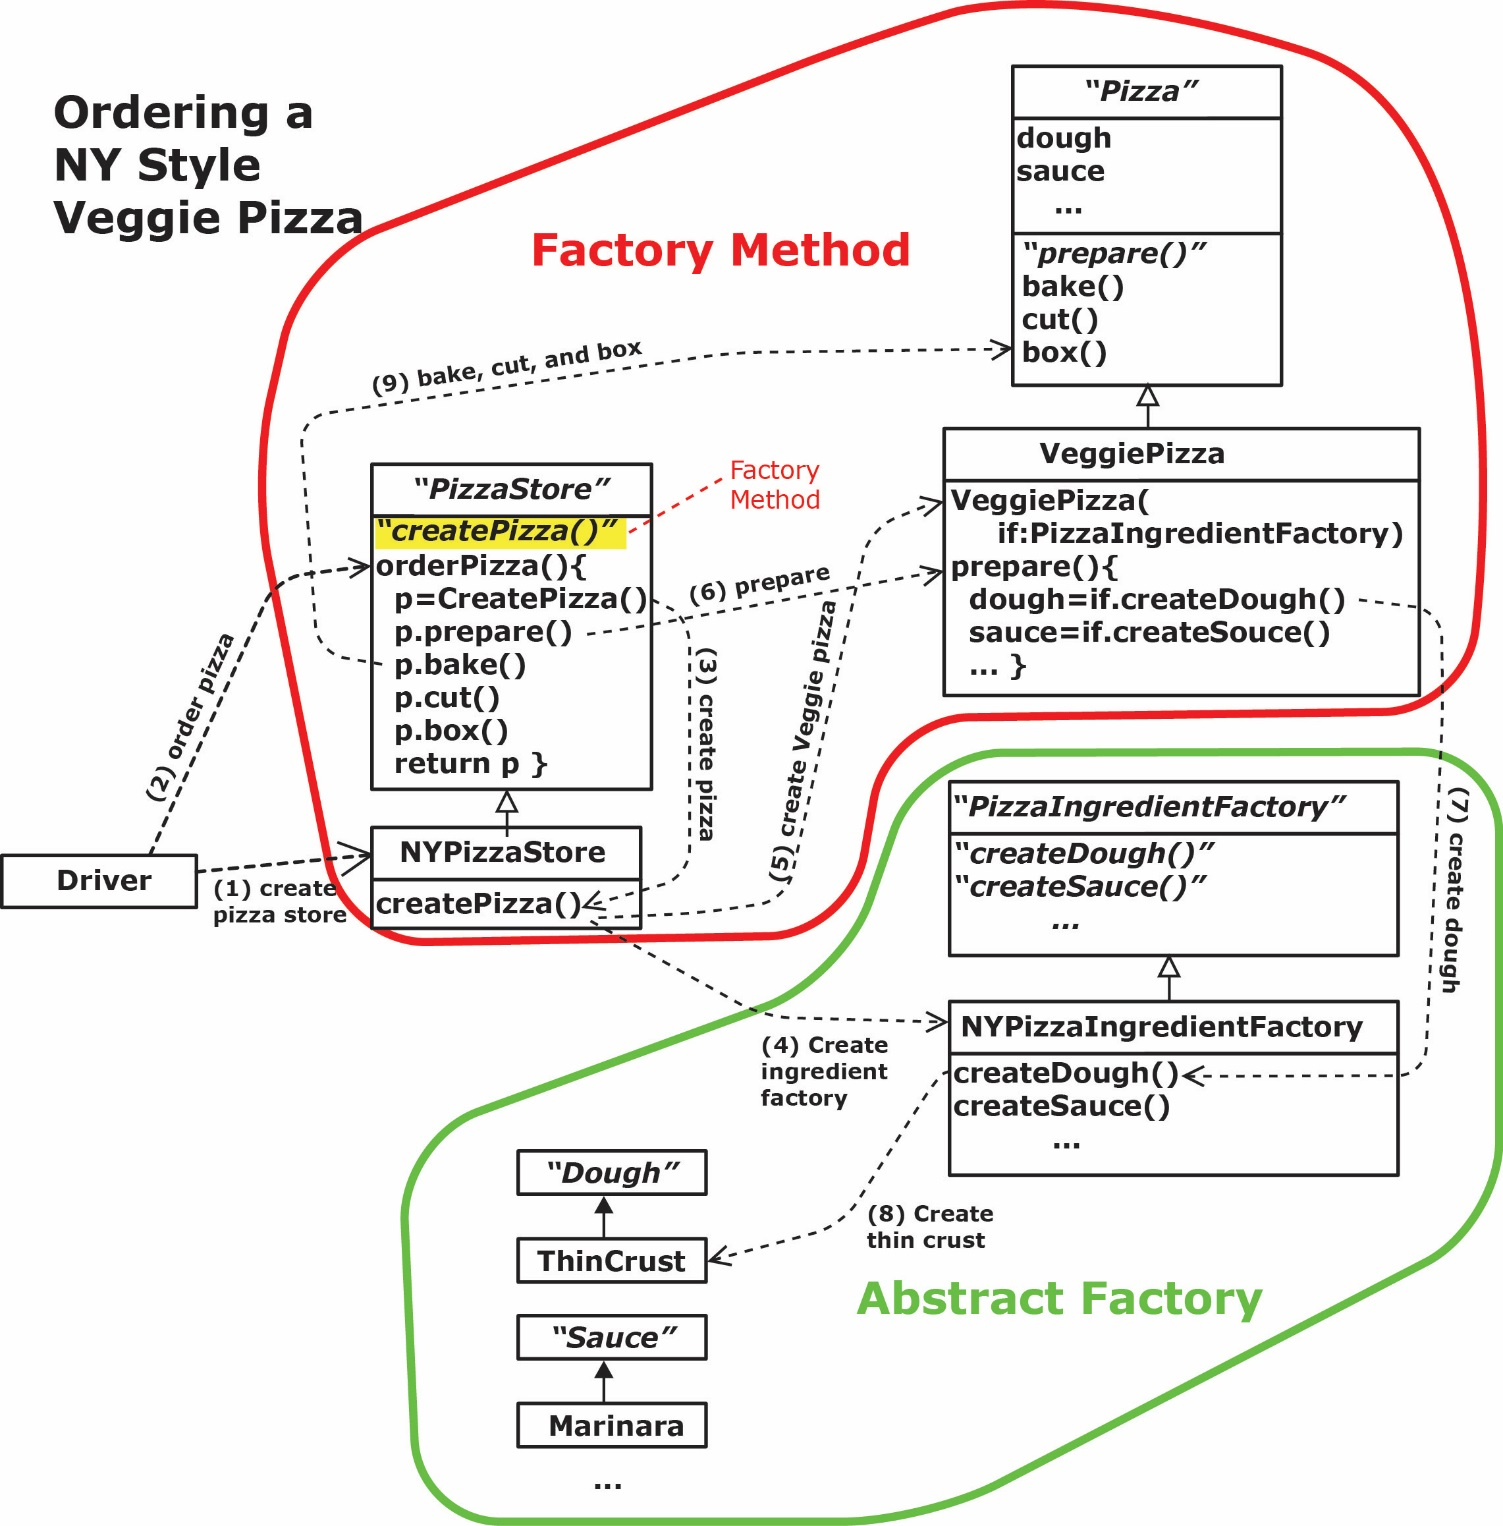 Ordering a
NY Style
Veggie Pizza
Factory Method
“Pizza”
dough
sauce
...
“prepare()”
bake()
cut()
box()
(9) bake, cut, and box
“PizzaStore”
“createPizza()”
orderPizza(){
p=CreatePizza()
p.prepare()
p.bake()
p.cut()
p.box()
return p }
Factory
Method
VeggiePizza
VeggiePizza(
if:PizzaIngredientFactory)
prepare(){
dough=if.createDough()
sauce=if.createSouce()
... }
(6) prepare
(2) order pizza
(3) create pizza
(5) create Veggie pizza
NYPizzaStore
createPizza()
Driver
(1) create
pizza store
“PizzaIngredientFactory”
“createDough()”
“createSauce()”
...
(7) create dough
NYPizzaIngredientFactory
createDough()
createSauce()
...
(4) Create
ingredient
factory
“Dough”
ThinCrust
(8) Create
thin crust
Abstract Factory
“Sauce”
Marinara
...